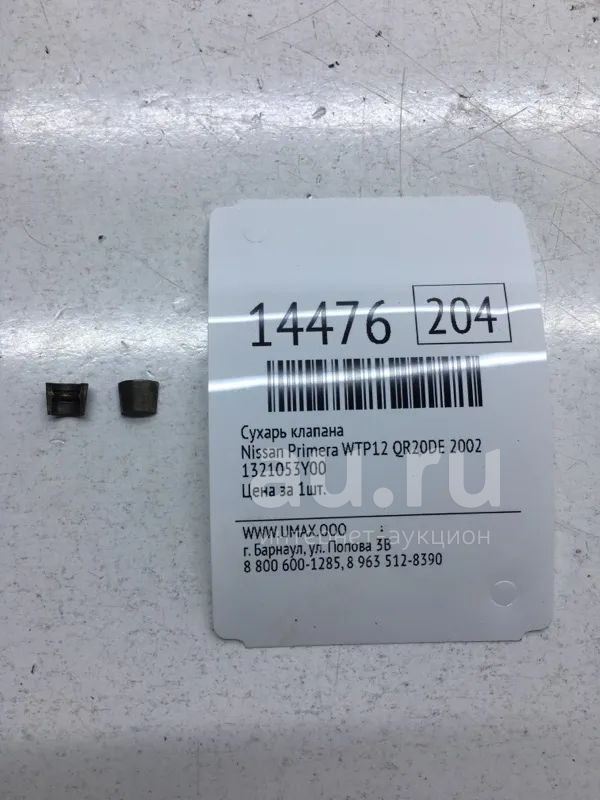 14476 204
Сухарь клапана
Nissan Primera WTP12 QR20DE 2002
1321053Y00
Цена за 1шт.
au.ru
интернет-аукцион
WWW.UMAX.OOO
г. Барнаул, ул. Попова 3В
8 800 600-1285, 8 963 512-8390